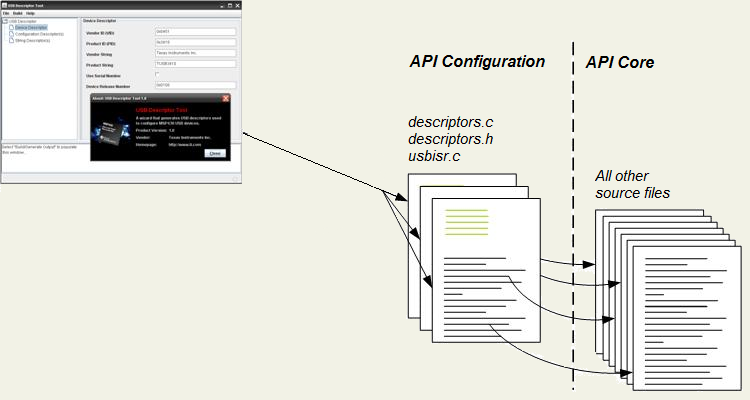 USB Descriptor Tool
File Build Help
USB Descriptor
Device Descriptor
Configuration Descriptor(s)
String Descriptor(s)
Device Descriptor
Vendor ID (VID)
0x0451
Product ID (PID)
Vendor String
Texas Instruments Inc.
Product String
TUSB3410
Use Serial Number
Device Release Number
0x0100
About: USB Descriptor Tool 1.0
USB Descriptor Tool
A wizard that generates USB descriptors used
to configure MSP430 USB devices.
Product Version: 1.0
Vendor: Texas Instruments Inc.
Homepage: http://www.ti.com
Close
Select "Build/Generate Output" to populate
this window...
API Configuration
API Core
descriptors.c
descriptors.h
usbisr.c
All other
source files